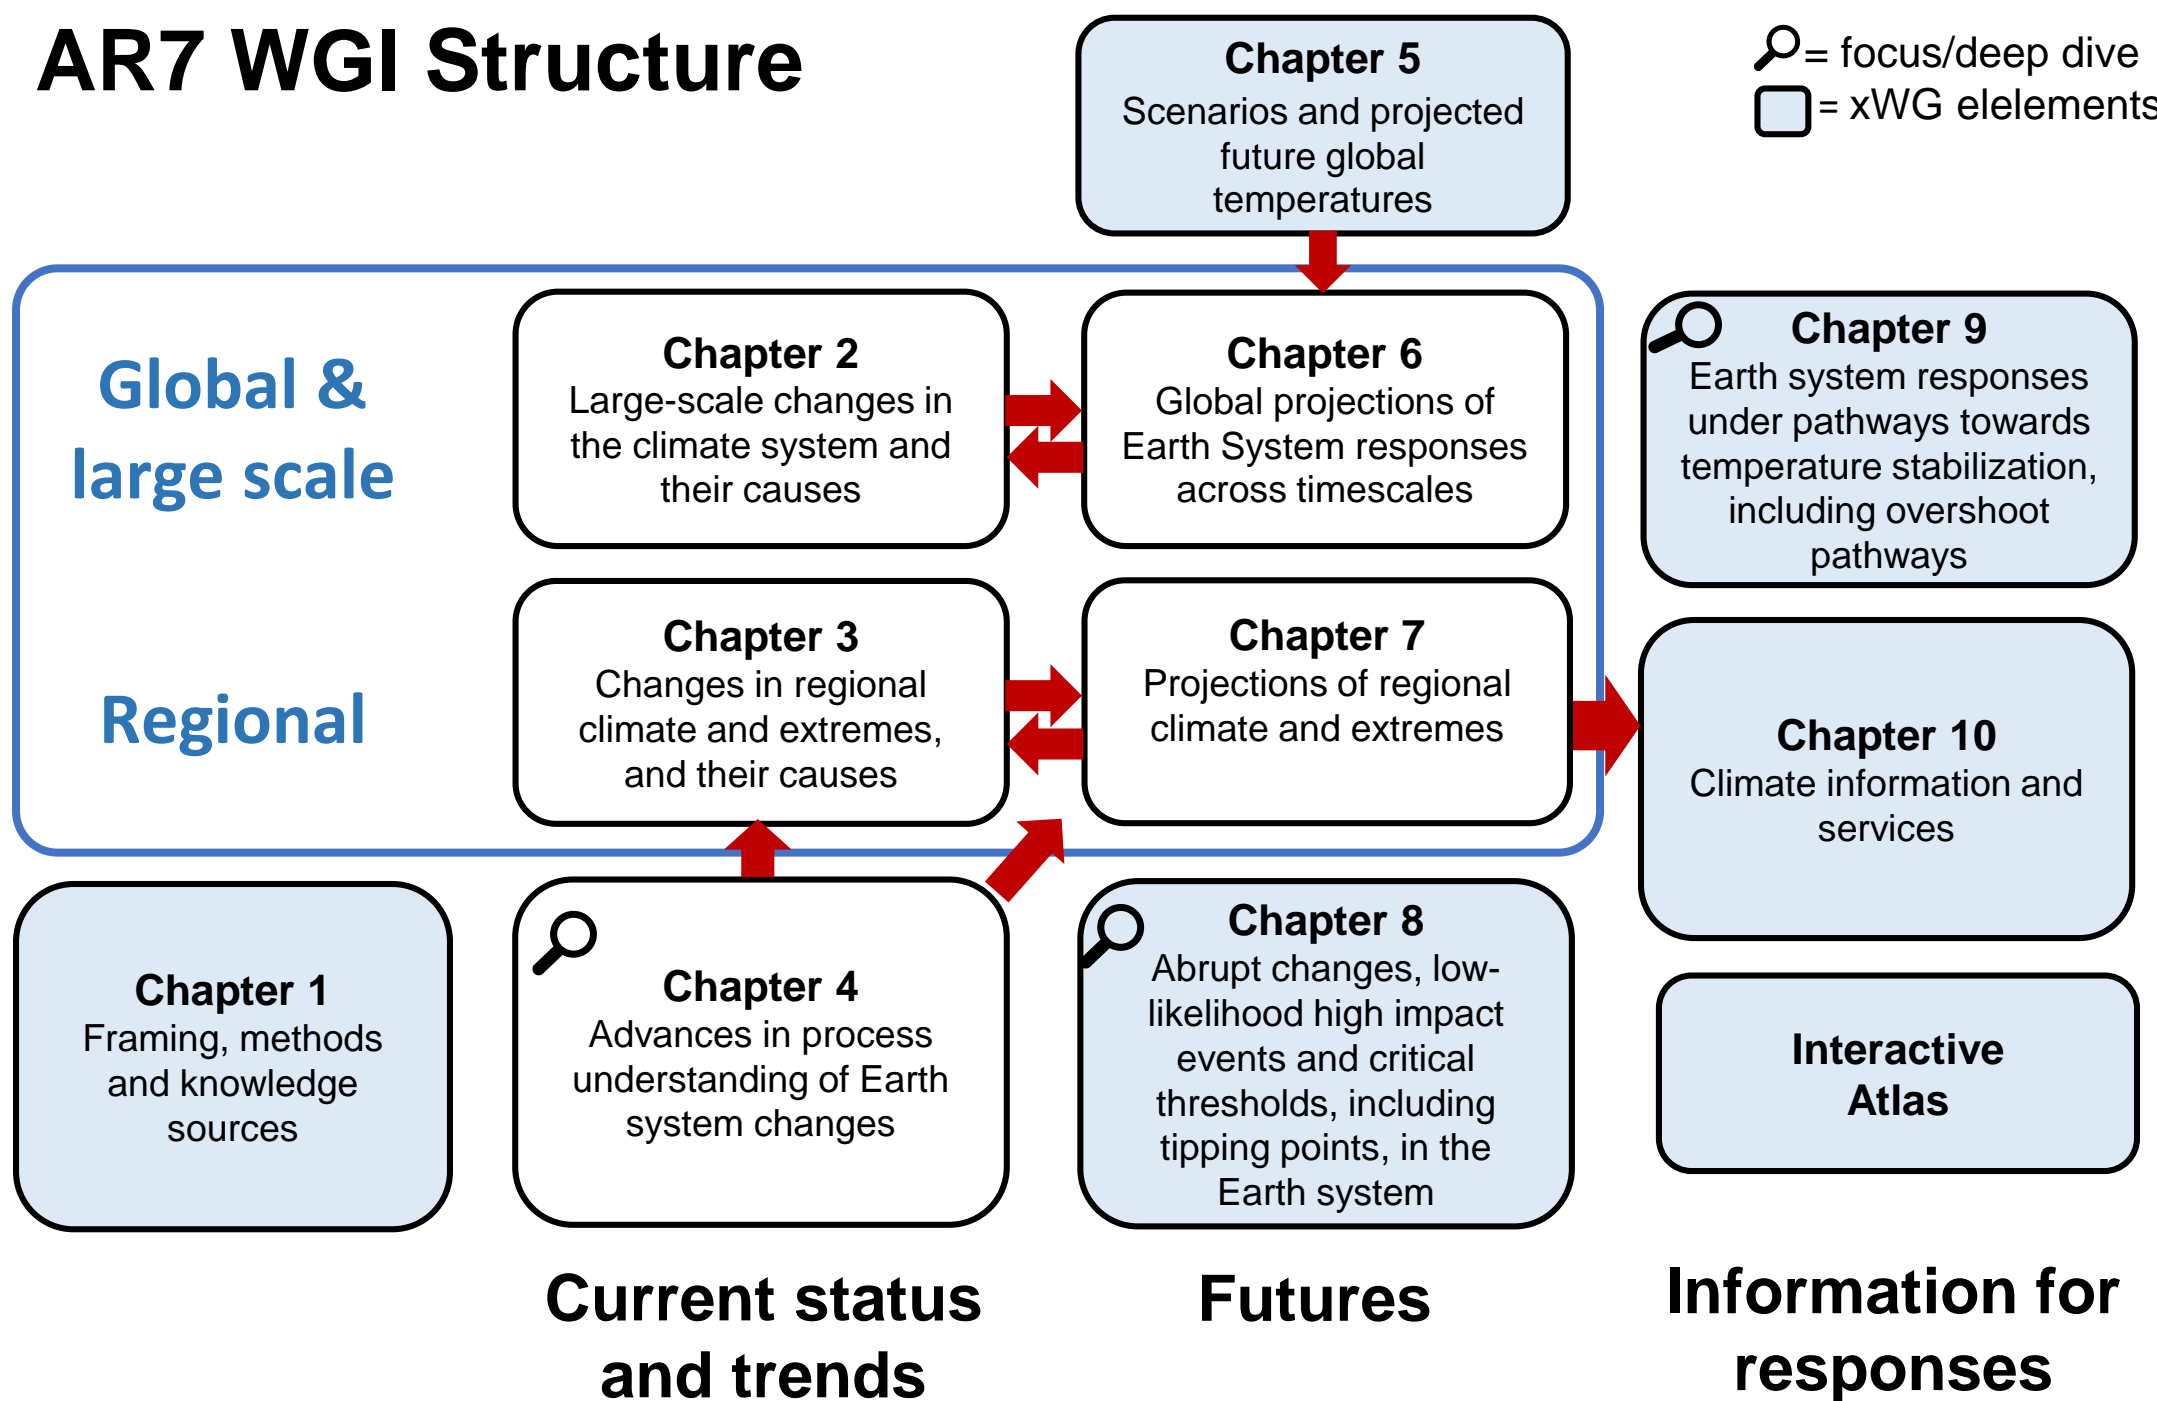 AR7 WGI Structure
= focus/deep dive
= xWG elelements
Chapter 5
Scenarios and projected
future global
temperatures
Global &
large scale
Chapter 2
Large-scale changes in
the climate system and
their causes
Chapter 6
Global projections of
Earth System responses
across timescales
Chapter 9
Earth system responses
under pathways towards
temperature stabilization,
including overshoot
pathways
Regional
Chapter 3
Changes in regional
climate and extremes,
and their causes
Chapter 7
Projections of regional
climate and extremes
Chapter 10
Climate information and
services
Chapter 1
Framing, methods
and knowledge
sources
Chapter 4
Advances in process
understanding of Earth
system changes
Chapter 8
Abrupt changes, low-
likelihood high impact
events and critical
thresholds, including
tipping points, in the
Earth system
Interactive
Atlas
Current status
and trends
Futures
Information for
responses